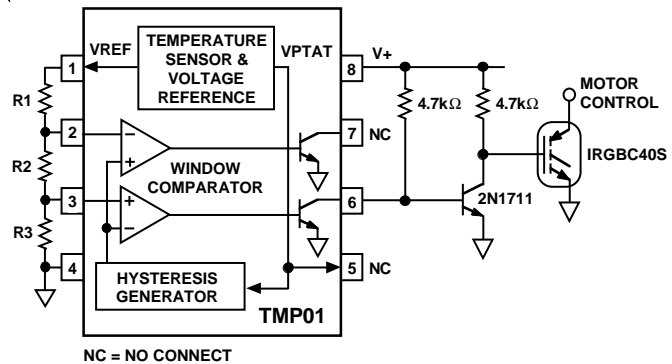 (
TEMPERATURE
SENSOR &
VOLTAGE
REFERENCE
VREF
VPTAT
1
R1
2
R2
3
R3
4
WINDOW
COMPARATOR
HYSTERESIS
GENERATOR
TMP01
8
V+
7
NC
6
5
NC
4.7kΩ
4.7kΩ
2N1711
MOTOR
CONTROL
IRGBC40S
NC = NO CONNECT